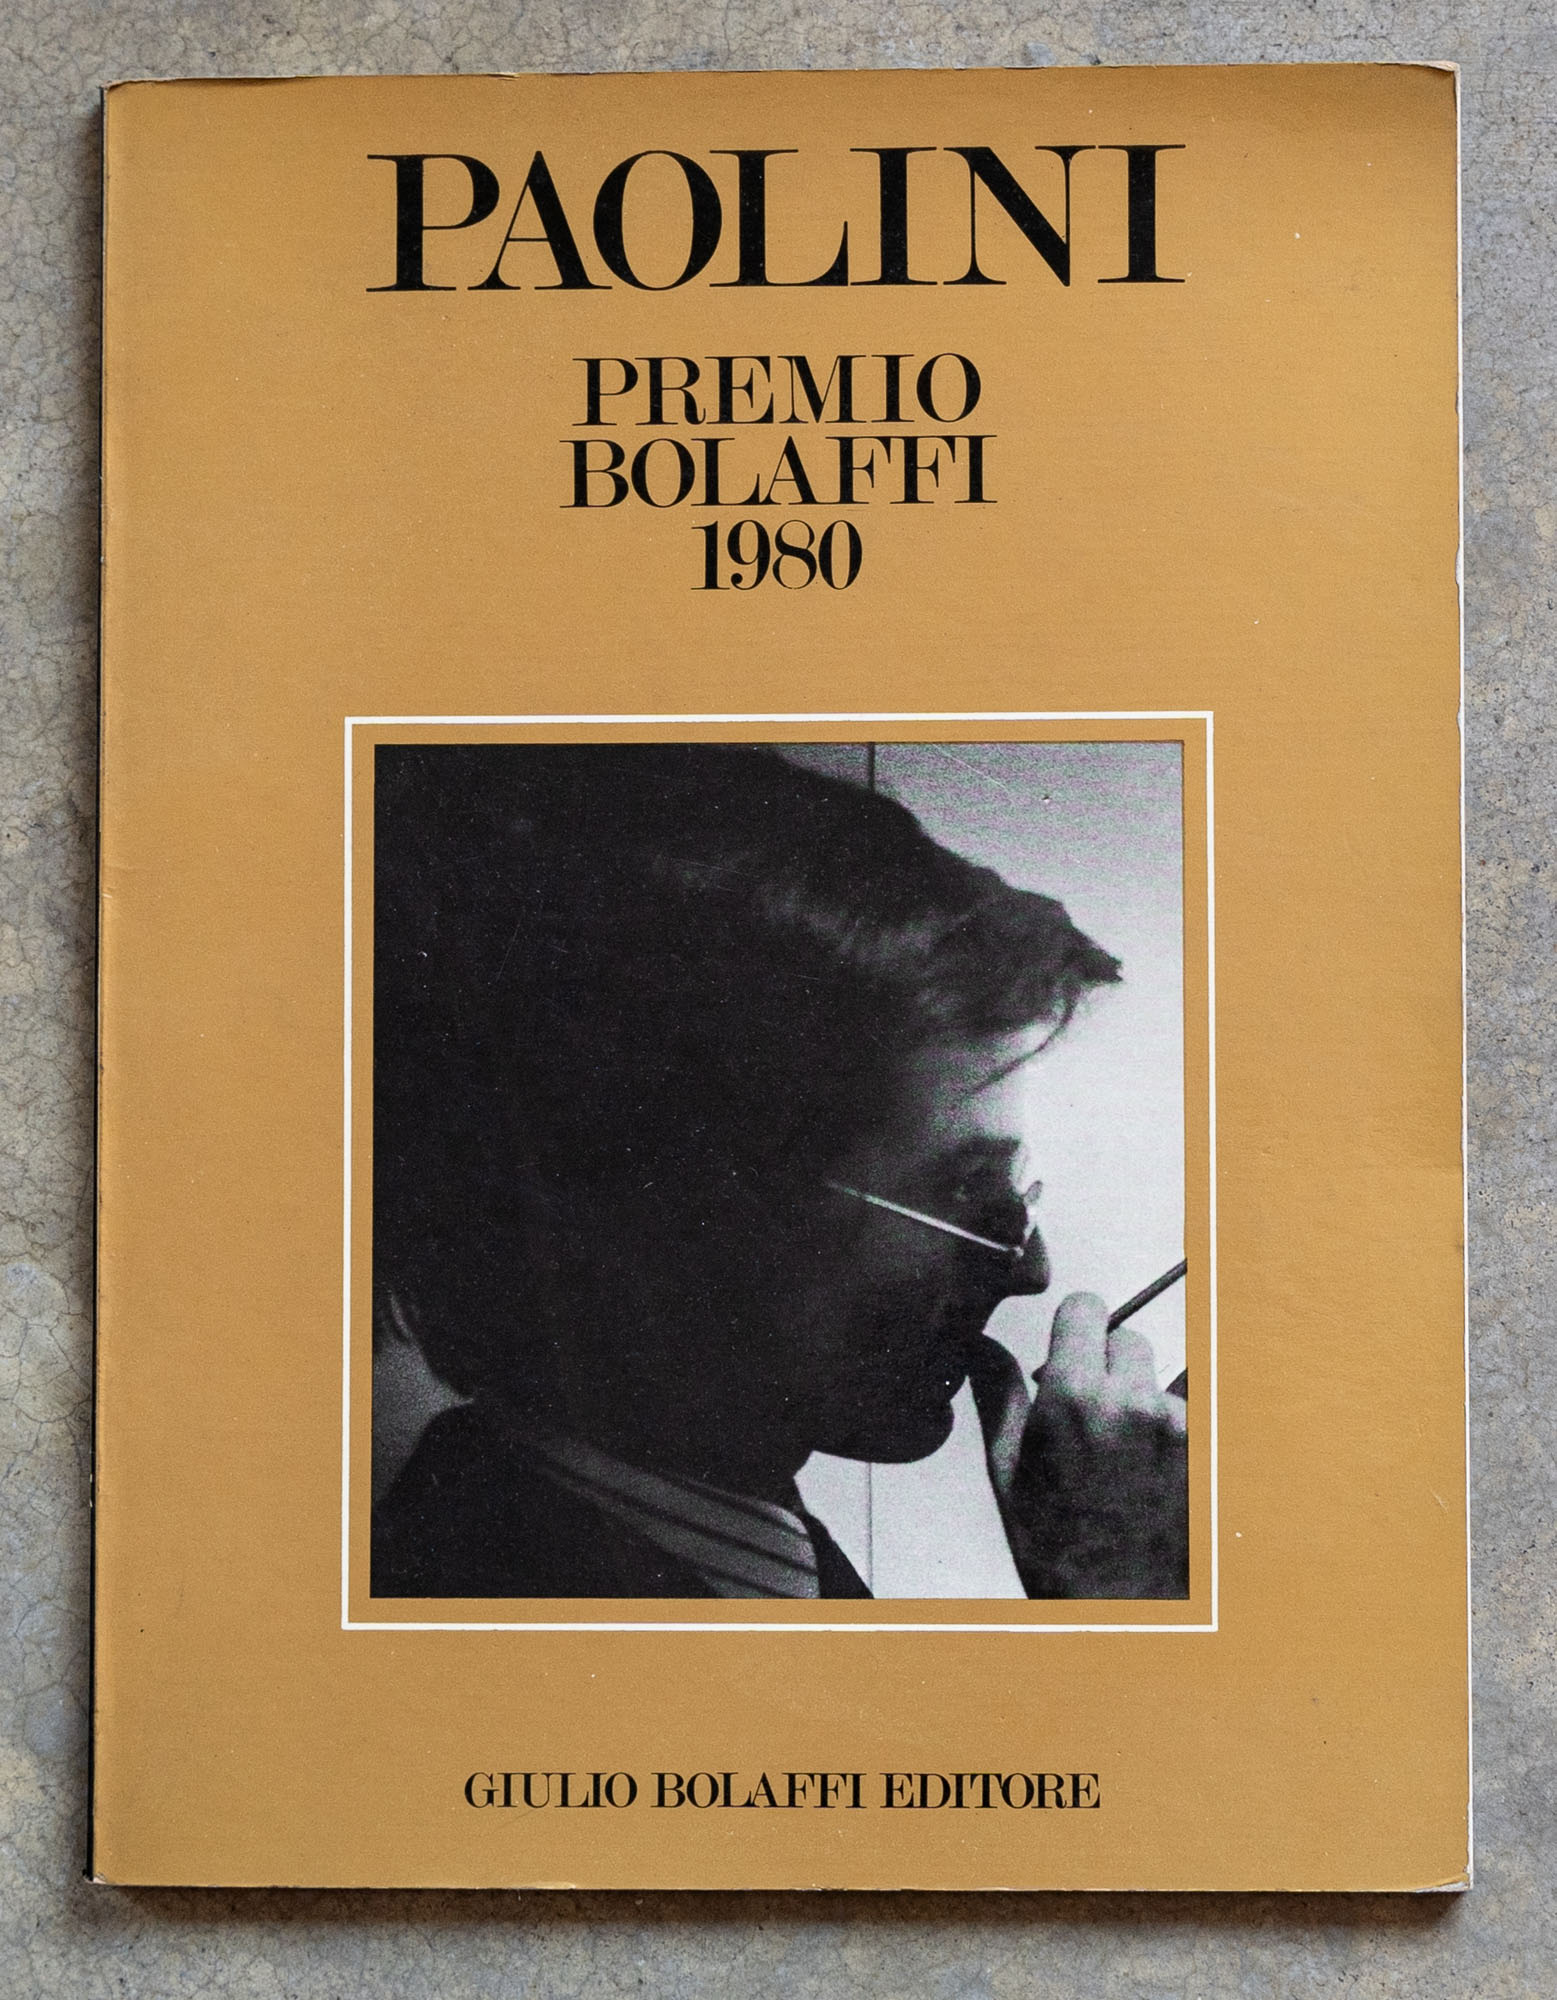 PAOLINI
PREMIO
BOLAFFI
1980
GIULIO BOLAFFI EDITORE